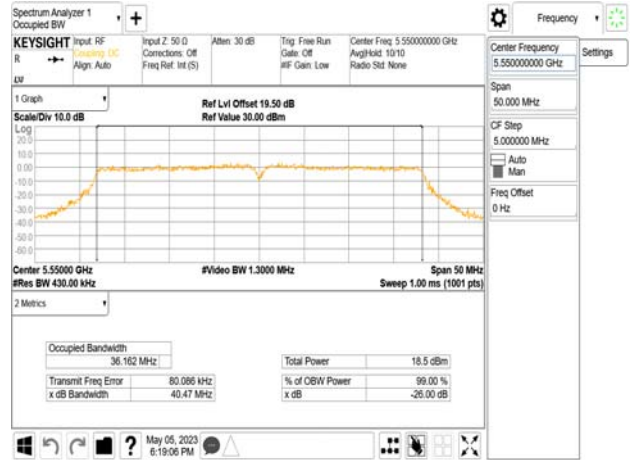 Spectrum Analyzer 1
Occupied BW
Frequency
KEYSIGHT
Input: RF
Coupling: DC
Align: Auto
Input Z: 50 Ω
Corrections: Off
Freq Ref: Int (S)
Atten: 30 dB
Trig: Free Run
Gate: Off
#IF Gain: Low
Center Freq: 5.550000000 GHz
Avg|Hold: 10/10
Radio Std: None
R
LXI
Center Frequency
5.550000000 GHz
Settings
Span
50.000 MHz
CF Step
5.000000 MHz
Auto
Man
Freq Offset
0 Hz
1 Graph
Ref Lvl Offset 19.50 dB
Scale/Div 10.0 dB
Ref Value 30.00 dBm
Log
20.0
10.0
0.00
-10.0
-20.0
-30.0
-40.0
-50.0
-60.0
Center 5.55000 GHz
#Video BW 1.3000 MHz
Span 50 MHz
#Res BW 430.00 kHz
Sweep 1.00 ms (1001 pts)
2 Metrics
Occupied Bandwidth
36.162 MHz
Total Power 18.5 dBm
Transmit Freq Error 80.086 kHz
% of OBW Power 99.00 %
x dB Bandwidth 40.47 MHz
x dB -26.00 dB
?
May 05, 2023
6:19:06 PM